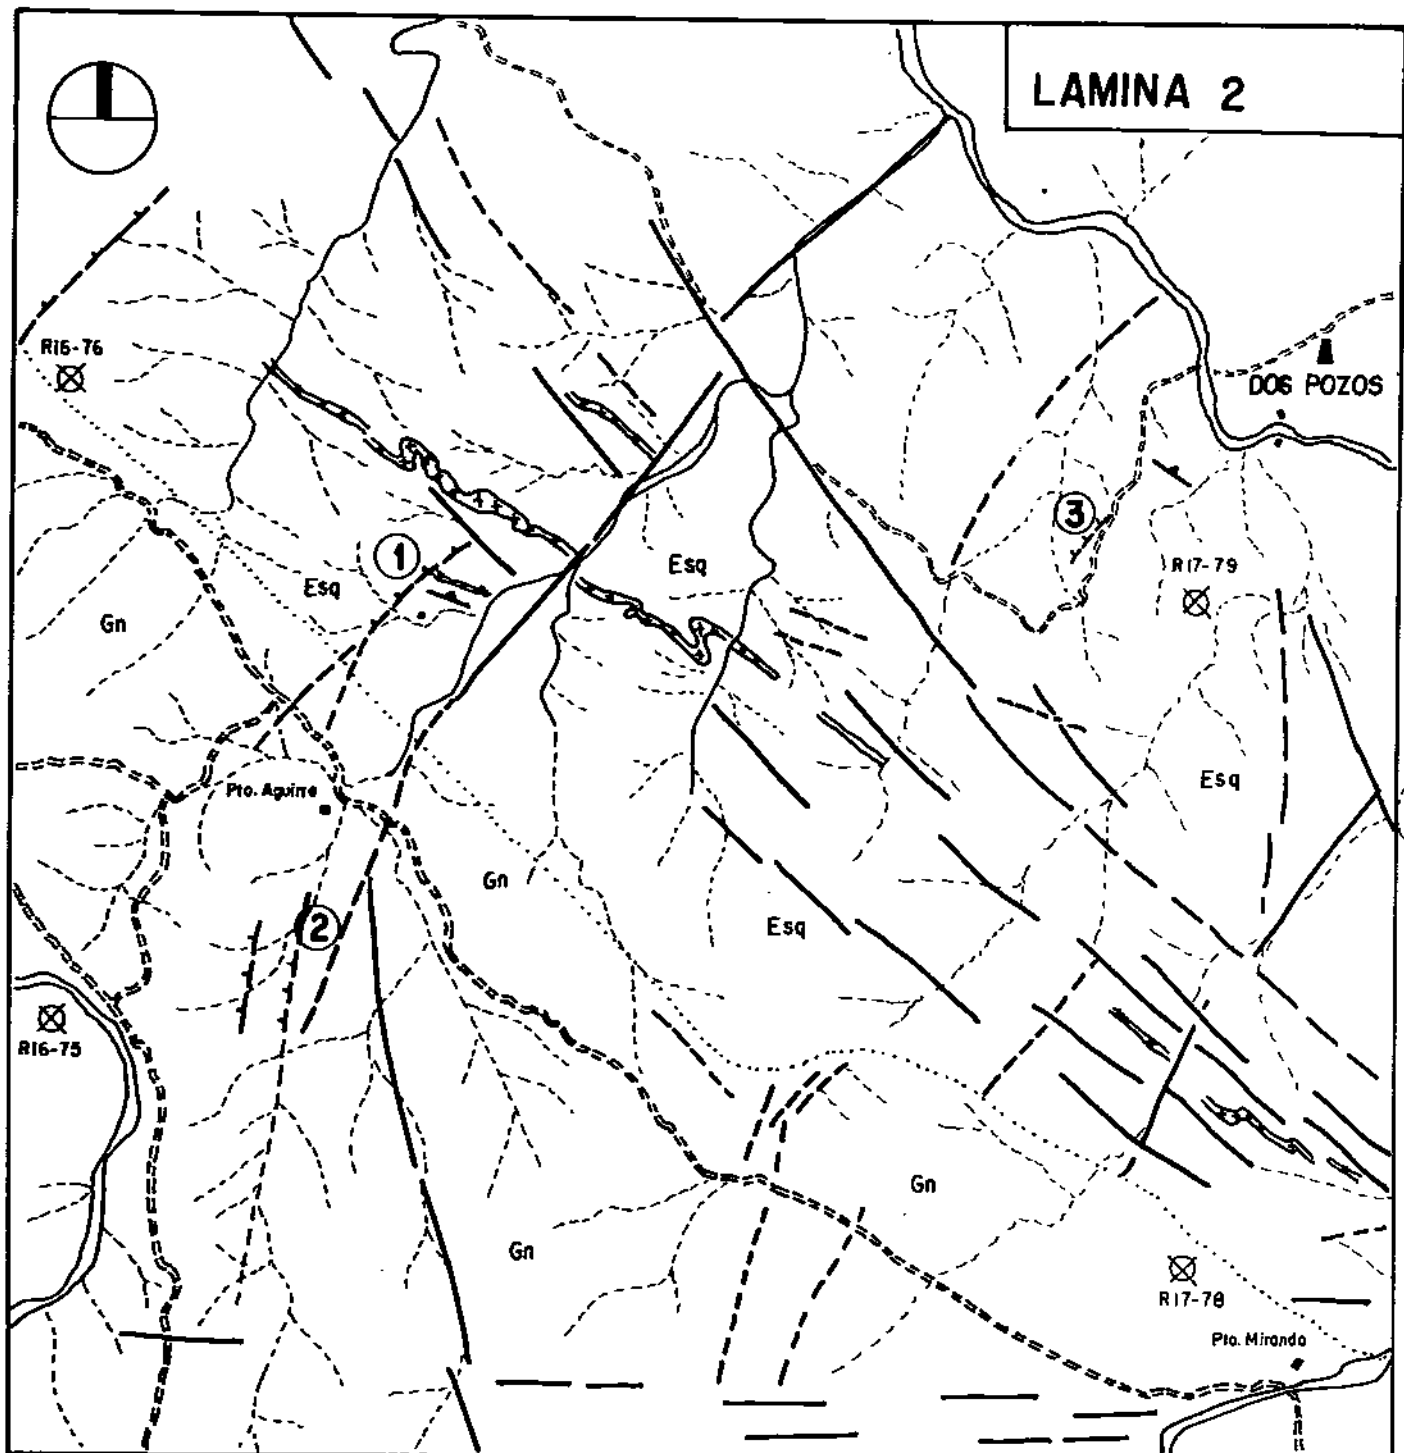 LAMINA 2
R16-76
DOS POZOS
3
1
Esq
R17-79
Esq
Gn
Esq
Pto. Aguirre
Gn
2
Esq
R16-75
Gn
Gn
R17-78
Pto. Miranda